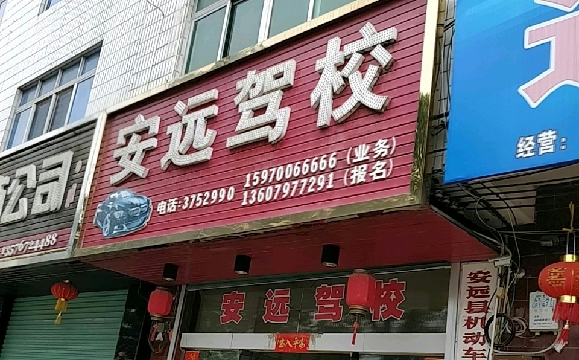 安远驾校
电话:3752990 15970066666(业务)
13607977291(报名)
公司
13576724488
经营:
安远驾校
安远县机动车